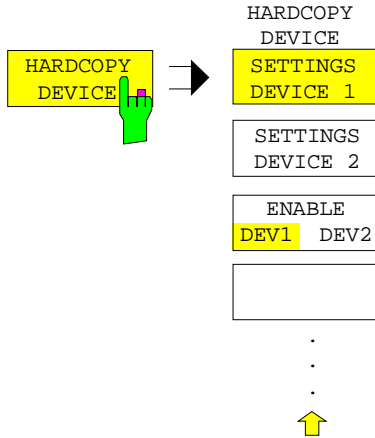 HARDCOPY
DEVICE
HARDCOPY
DEVICE
SETTINGS
DEVICE 1
SETTINGS
DEVICE 2
ENABLE
DEV1 DEV2
.
.
.